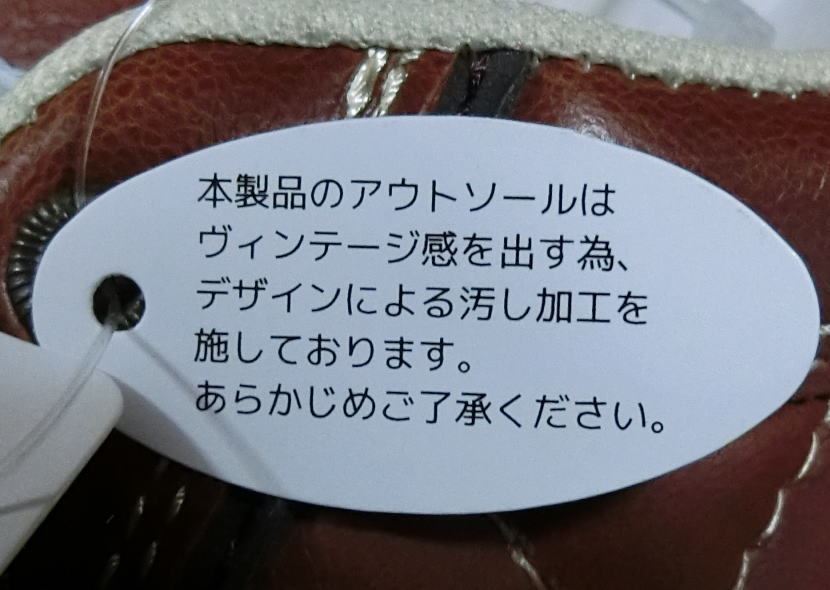 本製品のアウトソールは
ヴィンテージ感を出す為、
デザインによる汚し加工を
施しております。
あらかじめご了承ください。